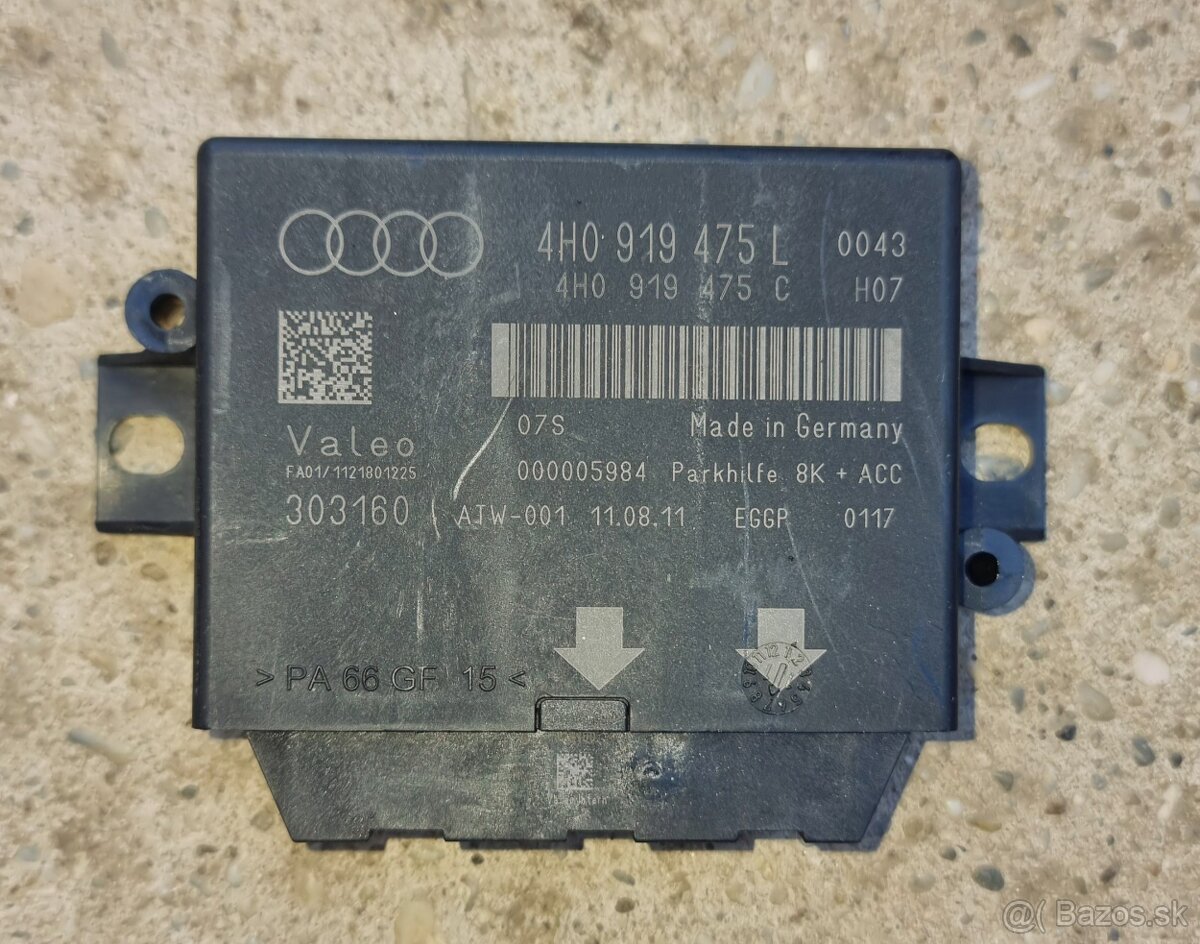 4H0 919 475 L 0043
4H0 919 475 C H07
07S Made in Germany
Valeo
FA01/1121801225
000005984 Parkhilfe 8K + ACC
303160 AJW-001 11.08.11 EGGP 0117
> PA 66 GF 15 <
@( Bazos.sk